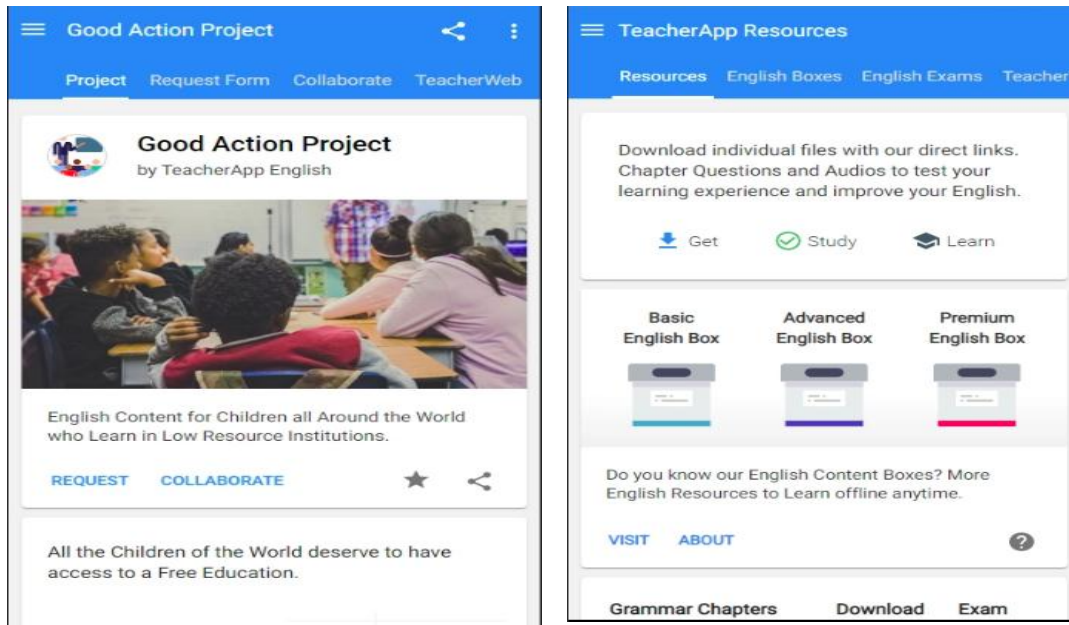 Good Action Project
Project Request Form Collaborate TeacherWeb
Good Action Project
by TeacherApp English
English Content for Children all Around the World
who Learn in Low Resource Institutions.
REQUEST COLLABORATE
All the Children of the World deserve to have
access to a Free Education.
TeacherApp Resources
Resources English Boxes English Exams Teacher
Download individual files with our direct links.
Chapter Questions and Audios to test your
learning experience and improve your English.
Get Study Learn
Basic Advanced Premium
English Box English Box English Box
Do you know our English Content Boxes? More
English Resources to Learn offline anytime.
VISIT ABOUT
Grammar Chapters Download Exam